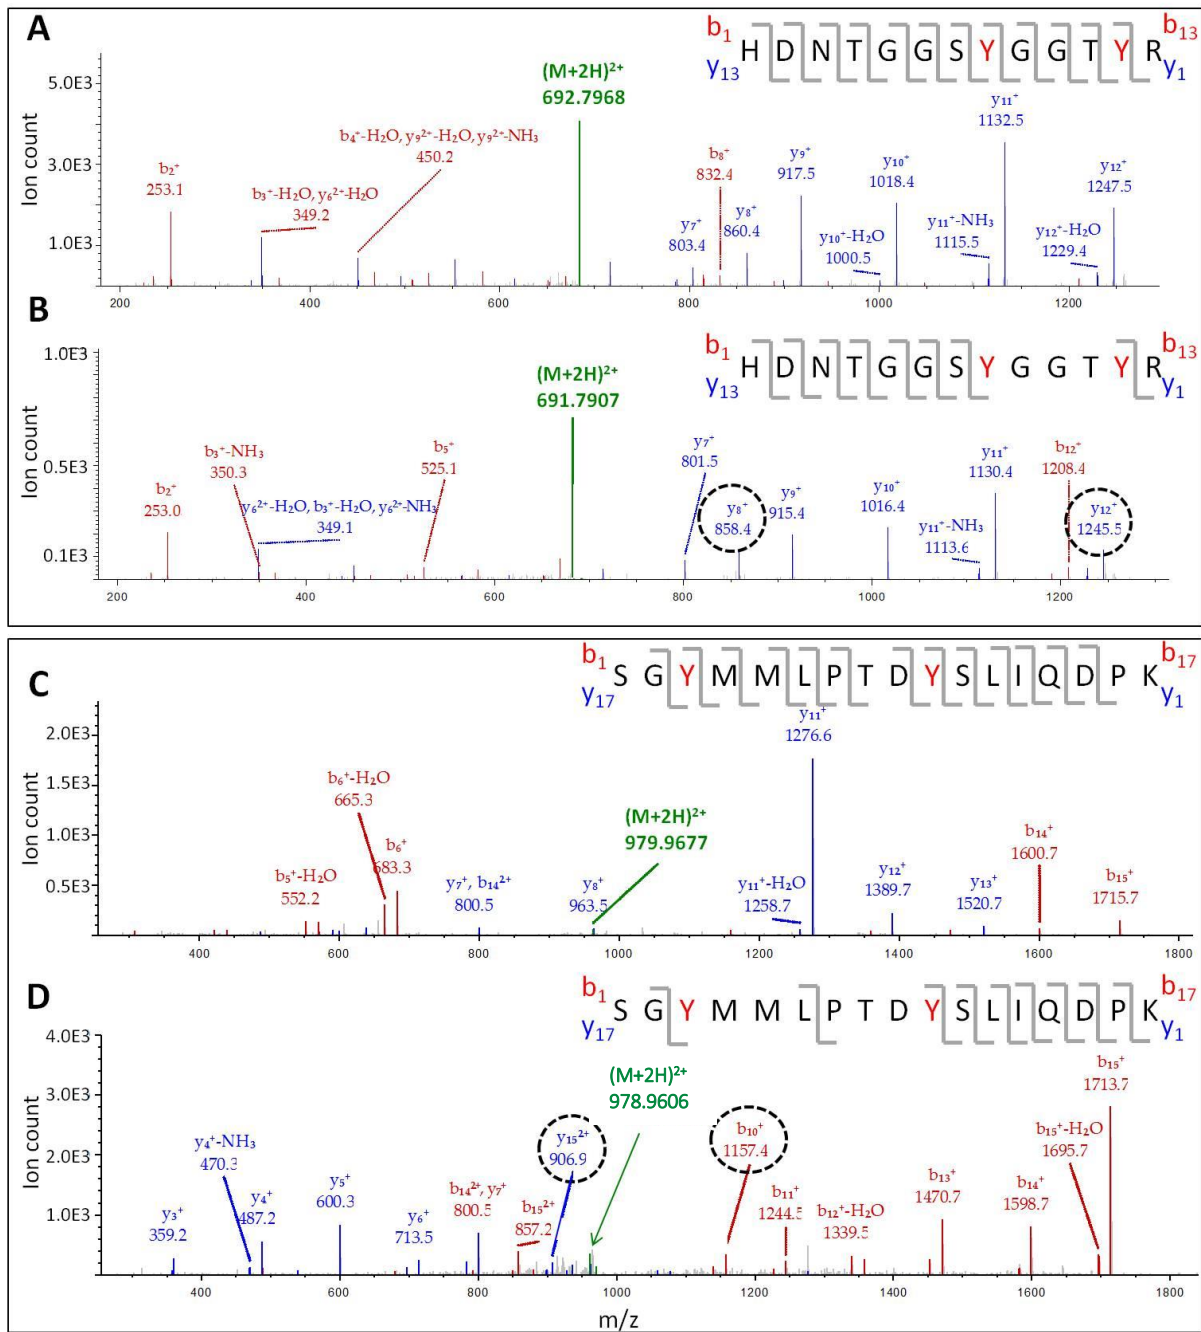 A
b₁ H D N T G G S Y G G T Y R b₁₃
y₁₃ y₁
Ion count
5.0E3
3.0E3
1.0E3
(M+2H)²⁺
692.7968
b₂⁺
253.1
b₃⁺-H₂O, y₆²⁺-H₂O
349.2
b₄⁺-H₂O, y₉²⁺-H₂O, y₉²⁺-NH₃
450.2
y₇⁺
803.4
b₈⁺
832.4
y₈⁺
860.4
y₉⁺
917.5
y₁₀⁺-H₂O
1000.5
y₁₀⁺
1018.4
y₁₁⁺-NH₃
1115.5
y₁₁⁺
1132.5
y₁₂⁺-H₂O
1229.4
y₁₂⁺
1247.5
200 400 600 800 1000 1200
B
b₁ H D N T G G S Y G G T Y R b₁₃
y₁₃ y₁
Ion count
1.0E3
0.5E3
0.1E3
(M+2H)²⁺
691.7907
b₂⁺
253.0
b₃⁺-NH₃
350.3
y₆²⁺-H₂O, b₃⁺-H₂O, y₆²⁺-NH₃
349.1
b₅⁺
525.1
y₇⁺
801.5
y₈⁺
858.4
y₉⁺
915.4
y₁₀⁺
1016.4
y₁₁⁺-NH₃
1113.6
y₁₁⁺
1130.4
b₁₂⁺
1208.4
y₁₂⁺
1245.5
200 400 600 800 1000 1200
C
b₁ S G Y M M L P T D Y S L I Q D P K b₁₇
y₁₇ y₁
Ion count
2.0E3
1.5E3
1.0E3
0.5E3
b₅⁺-H₂O
552.2
b₆⁺-H₂O
665.3
b₆⁺
683.3
y₇⁺, b₁₄²⁺
800.5
y₈⁺
963.5
(M+2H)²⁺
979.9677
y₁₁⁺-H₂O
1258.7
y₁₁⁺
1276.6
y₁₂⁺
1389.7
y₁₃⁺
1520.7
b₁₄⁺
1600.7
b₁₅⁺
1715.7
400 600 800 1000 1200 1400 1600 1800
D
b₁ S G Y M M L P T D Y S L I Q D P K b₁₇
y₁₇ y₁
Ion count
4.0E3
3.0E3
2.0E3
1.0E3
y₃⁺
359.2
y₄⁺-NH₃
470.3
y₄⁺
487.2
y₅⁺
600.3
y₆⁺
713.5
b₁₄²⁺, y₇⁺
800.5
b₁₅²⁺
857.2
y₁₅²⁺
906.9
(M+2H)²⁺
978.9606
b₁₀⁺
1157.4
b₁₁⁺
1244.5
b₁₂⁺-H₂O
1339.5
b₁₃⁺
1470.7
b₁₄⁺
1598.7
b₁₅⁺-H₂O
1695.7
b₁₅⁺
1713.7
400 600 800 1000 1200 1400 1600 1800
m/z